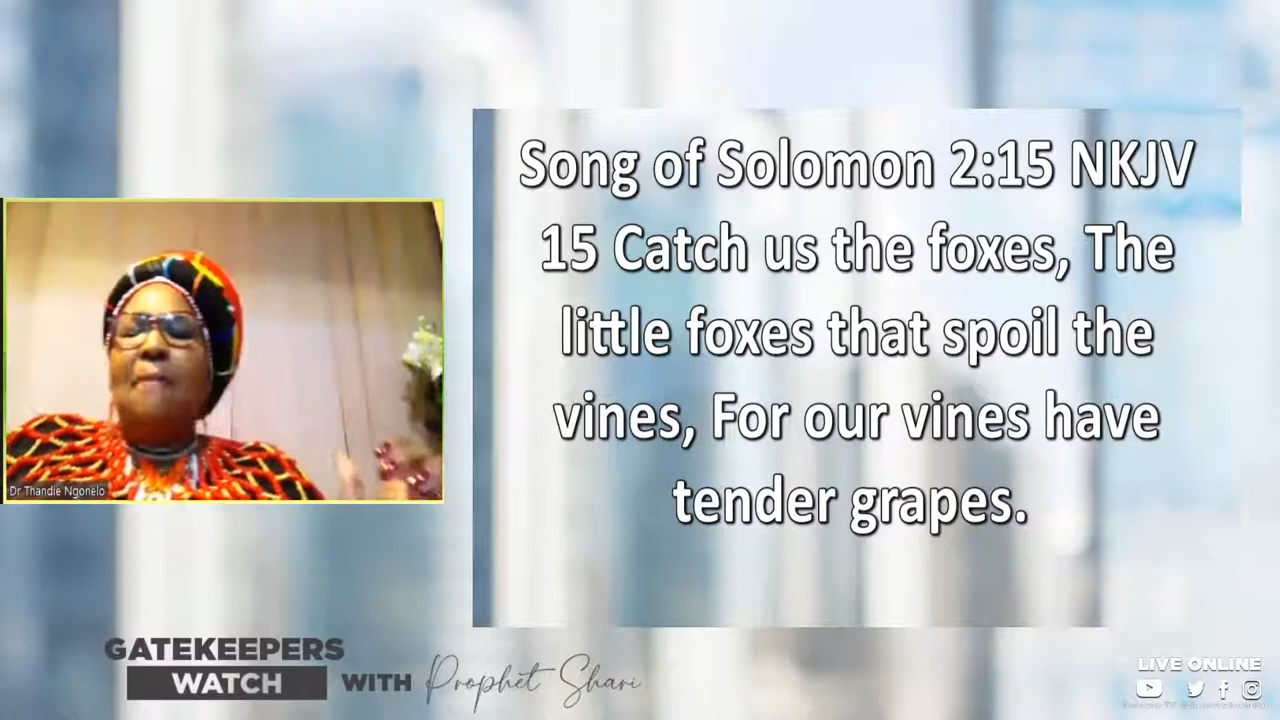 Song of Solomon 2:15 NKJV
15 Catch us the foxes, The
little foxes that spoil the
vines, For our vines have
tender grapes.
Dr Thandie Ngonelo
GATEKEEPERS
WATCH WITH Prophet Shari
LIVE ONLINE